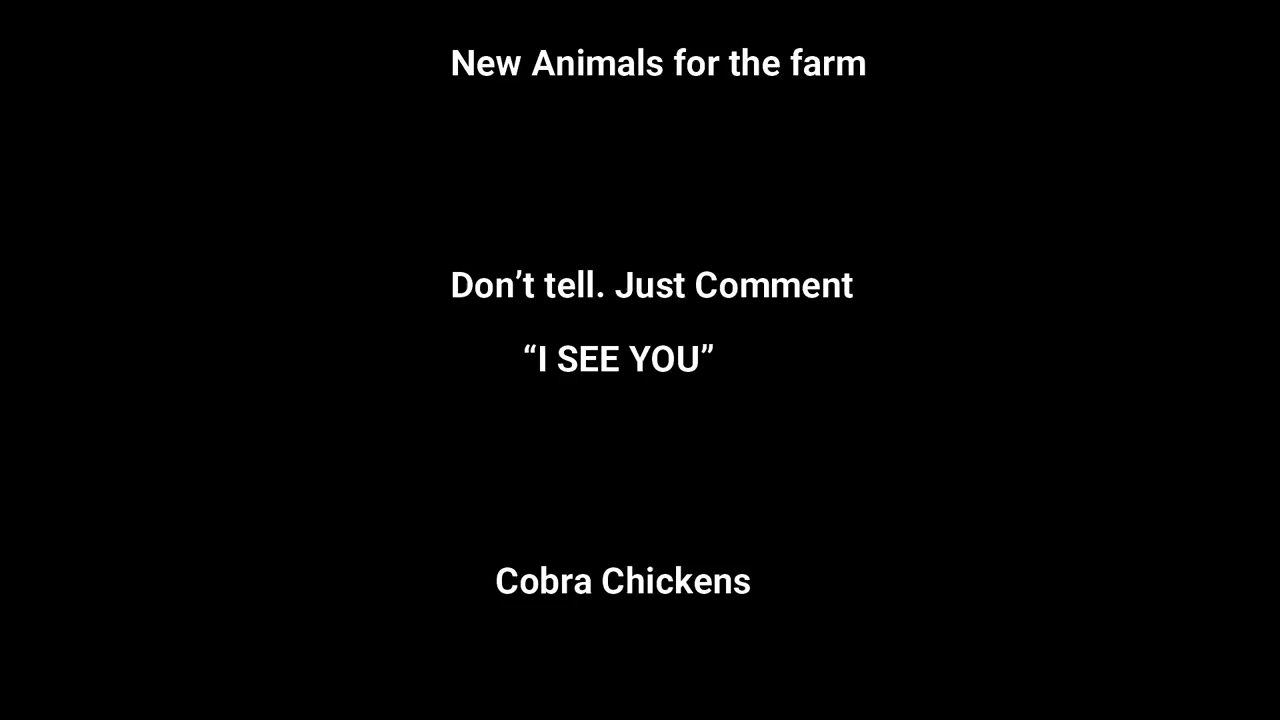 New Animals for the farm
Don’t tell. Just Comment
“I SEE YOU”
Cobra Chickens